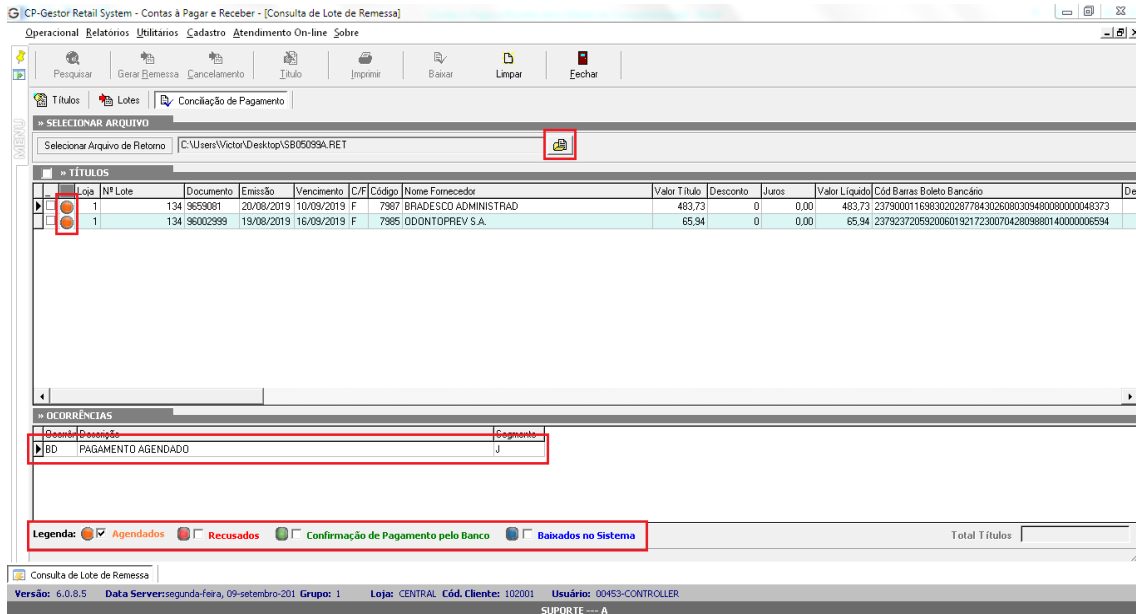 CP-Gestor Retail System - Contas à Pagar e Receber - [Consulta de Lote de Remessa]
Operacional Relatórios Utilitários Cadastro Atendimento On-line Sobre
Pesquisar Gerar Remessa Cancelamento Titulo Imprimir Baixar Limpar Fechar
Títulos Lotes Conciliação de Pagamento
MENU
» SELECIONAR ARQUIVO
Selecionar Arquivo de Retorno C:\Users\Victor\Desktop\SB05099A.RET
» TÍTULOS
Loja Nº Lote Documento Emissão Vencimento C/F Código Nome Fornecedor Valor Título Desconto Juros Valor Líquido Cód Barras Boleto Bancário De
1 134 9659081 20/08/2019 10/09/2019 F 7987 BRADESCO ADMINISTRAD 483,73 0 0,00 483,73 23790001169830202877843026080309480080000048373
1 134 96002999 19/08/2019 16/09/2019 F 7985 ODONTOPREV S.A. 65,94 0 0,00 65,94 23792372059200601921723007042809880140000006594
» OCORRÊNCIAS
Ocorrên Descrição Segmento
BD PAGAMENTO AGENDADO J
Legenda: Agendados Recusados Confirmação de Pagamento pelo Banco Baixados no Sistema Total Títulos
Consulta de Lote de Remessa
Versão: 6.0.8.5 Data Server:segunda-feira, 09-setembro-201 Grupo: 1 Loja: CENTRAL Cód. Cliente: 102001 Usuário: 00453-CONTROLLER
SUPORTE --- A